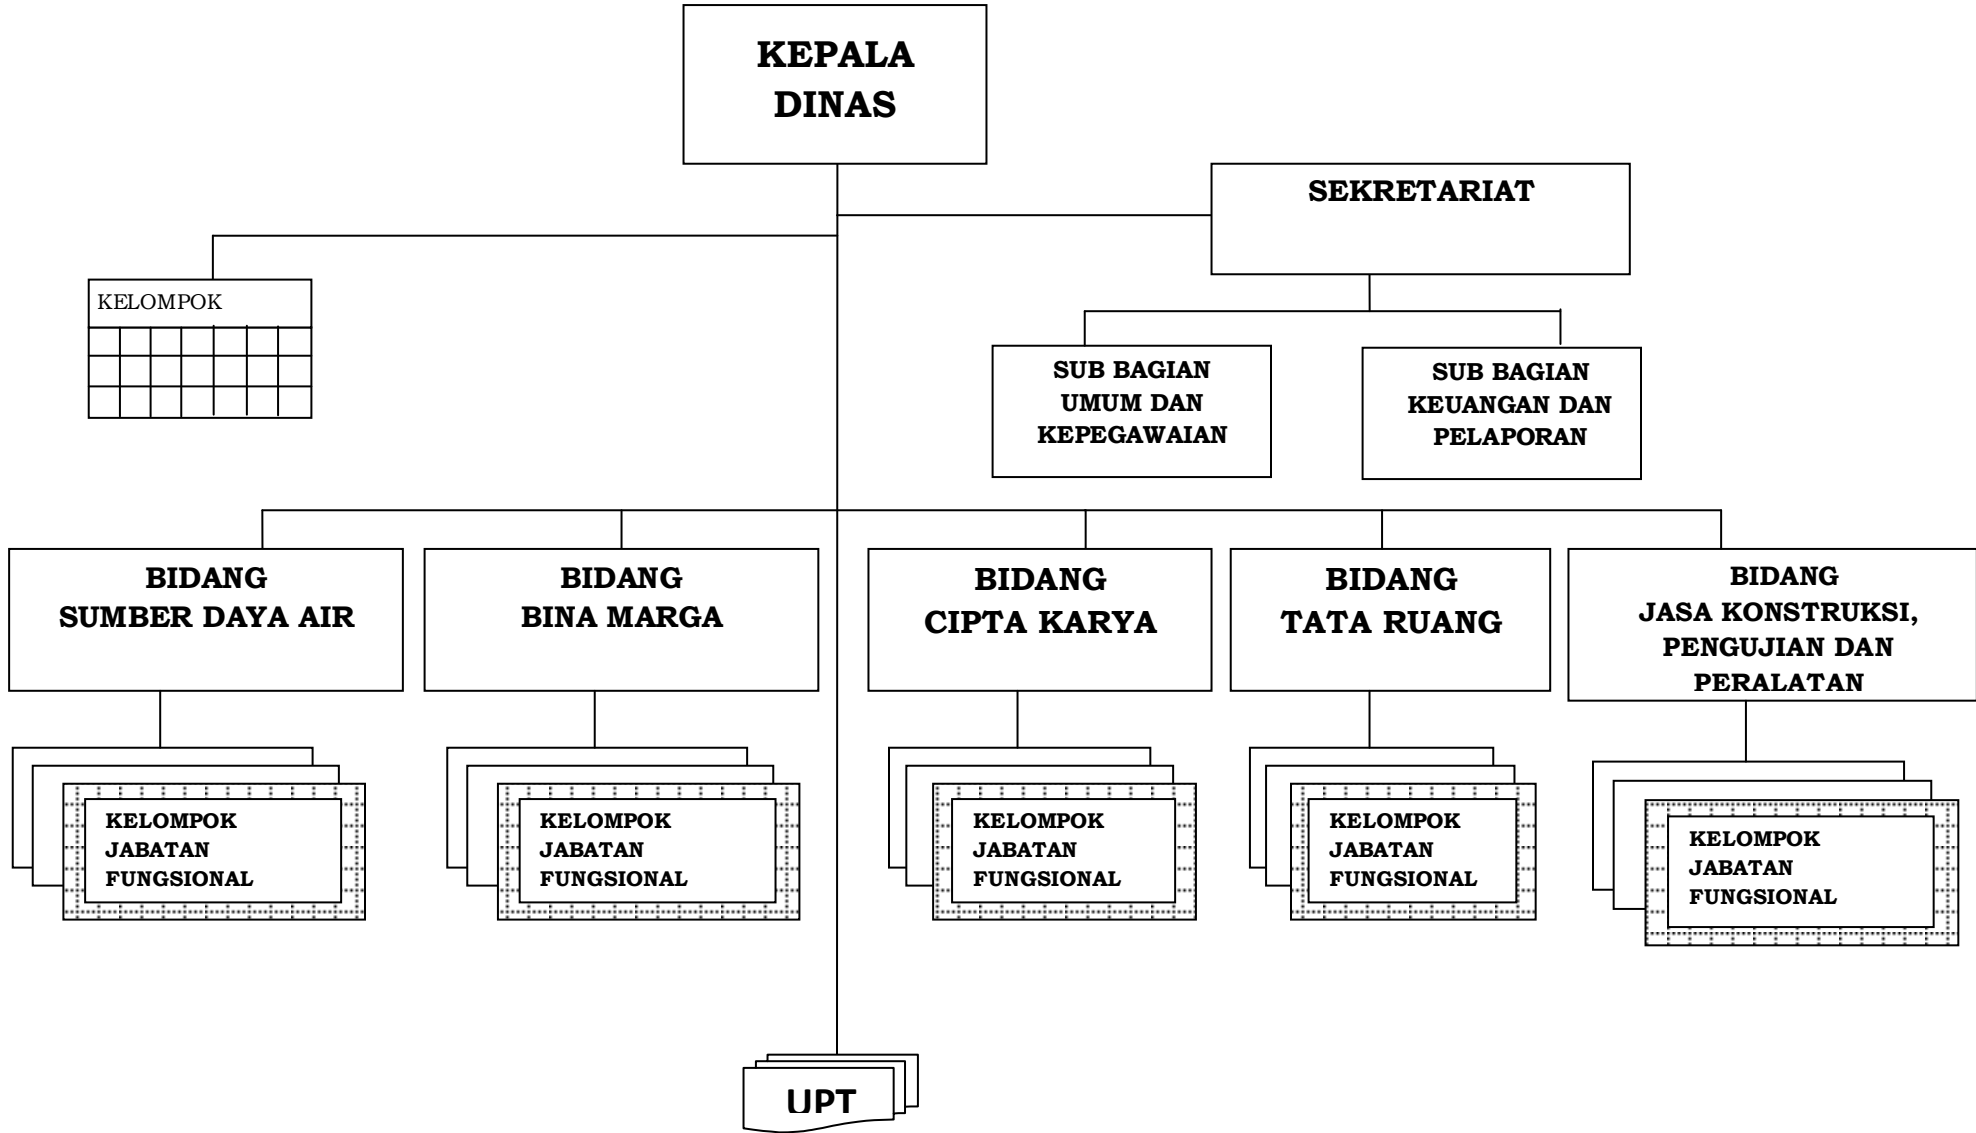 KEPALA
DINAS
SEKRETARIAT
KELOMPOK
SUB BAGIAN
UMUM DAN
KEPEGAWAIAN
SUB BAGIAN
KEUANGAN DAN
PELAPORAN
BIDANG
SUMBER DAYA AIR
BIDANG
BINA MARGA
BIDANG
CIPTA KARYA
BIDANG
TATA RUANG
BIDANG
JASA KONSTRUKSI,
PENGUJIAN DAN
PERALATAN
KELOMPOK
JABATAN
FUNGSIONAL
KELOMPOK
JABATAN
FUNGSIONAL
KELOMPOK
JABATAN
FUNGSIONAL
KELOMPOK
JABATAN
FUNGSIONAL
KELOMPOK
JABATAN
FUNGSIONAL
UPT